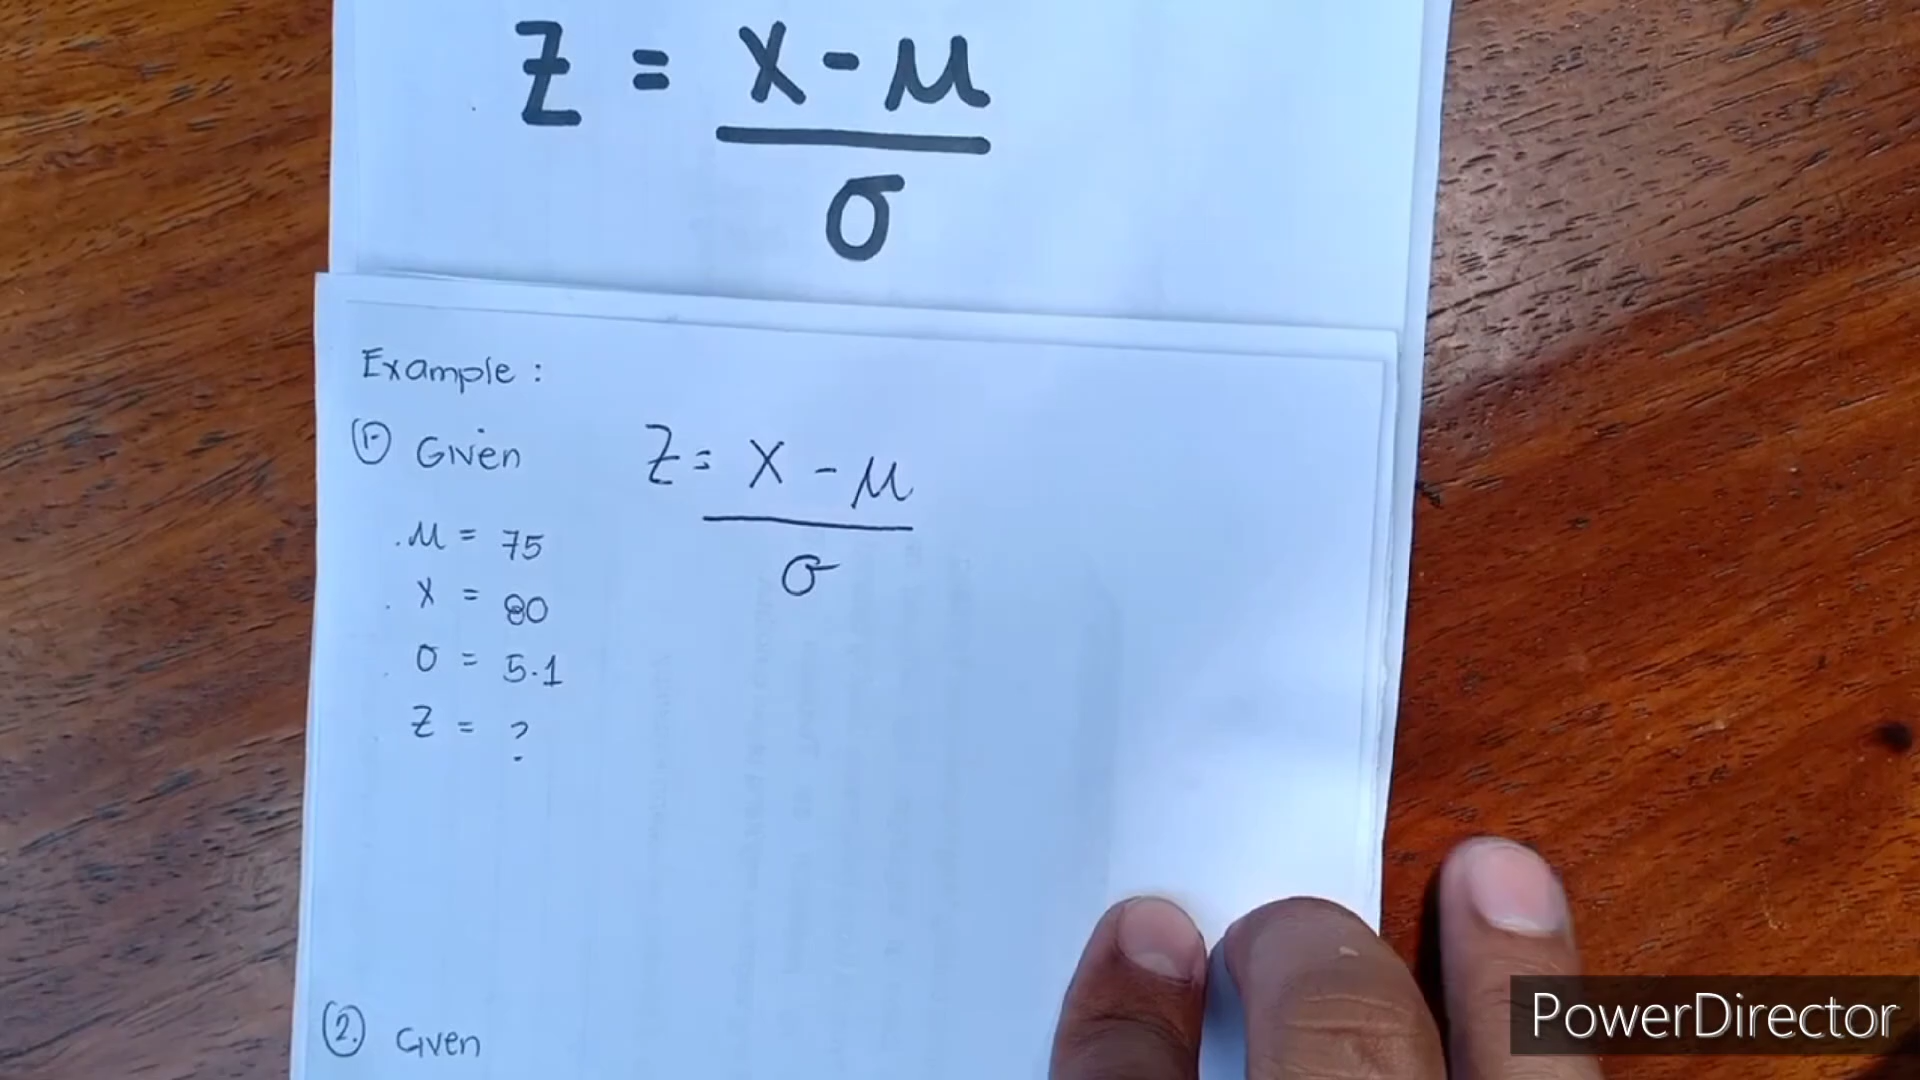 Z = X - μ
σ
Example :
1. Given
μ = 75
X = 80
σ = 5.1
Z = ?
Z = X - μ
σ
2. Given
PowerDirector